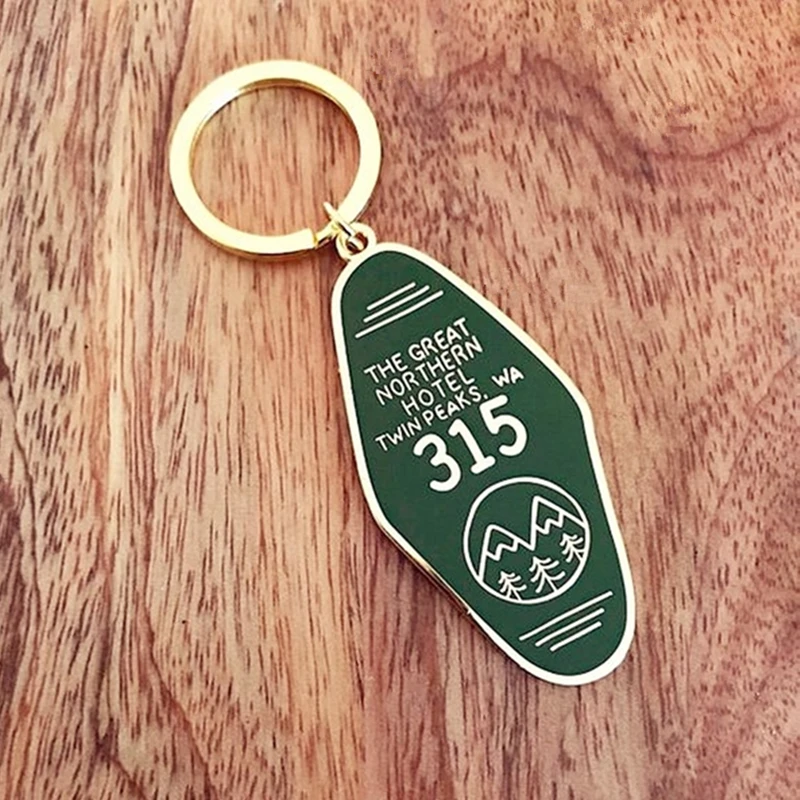 THE GREAT
NORTHERN
HOTEL
TWIN PEAKS, WA
315